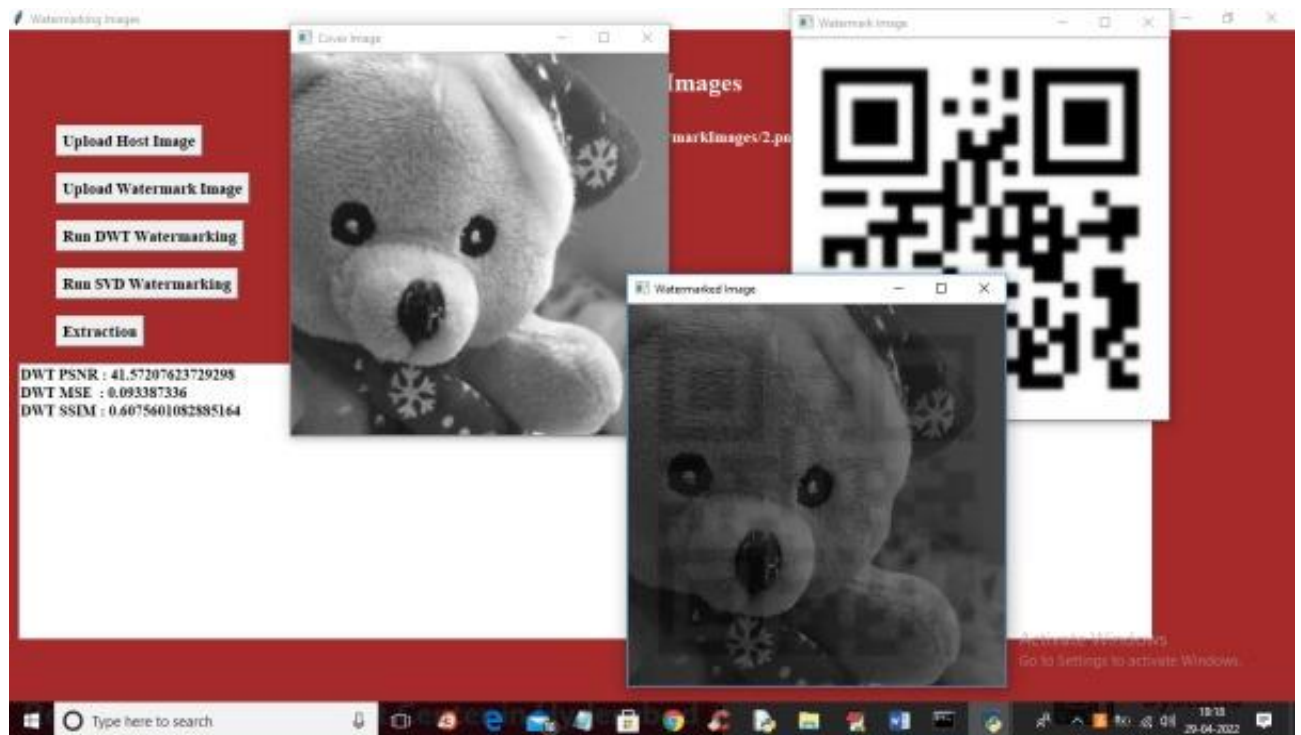 Watermarking Images
Cover Image
Watermark Image
Images
markImages/2.pn
Upload Host Image
Upload Watermark Image
Run DWT Watermarking
Run SVD Watermarking
Extraction
Watermarked Image
DWT PSNR : 41.57207623729298
DWT MSE : 0.093387336
DWT SSIM : 0.6075601082885164
Activate Windows
Go to Settings to activate Windows.
Type here to search
18:18
29-04-2022